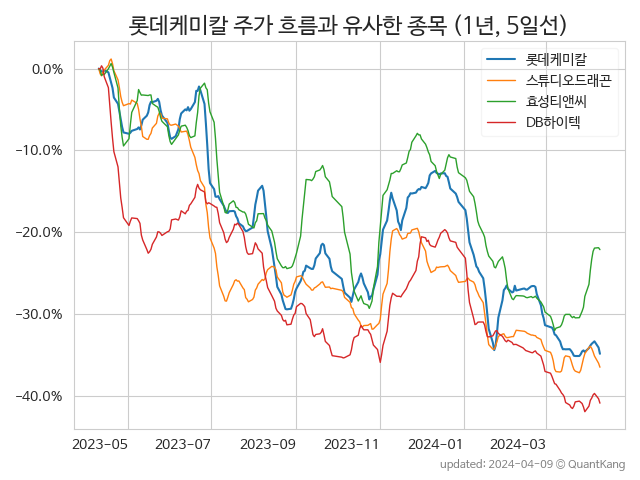 롯데케미칼 주가 흐름과 유사한 종목 (1년, 5일선)
롯데케미칼
스튜디오드래곤
효성티앤씨
DB하이텍
0.0%
−10.0%
−20.0%
−30.0%
−40.0%
2023-05 2023-07 2023-09 2023-11 2024-01 2024-03
updated: 2024-04-09 © QuantKang